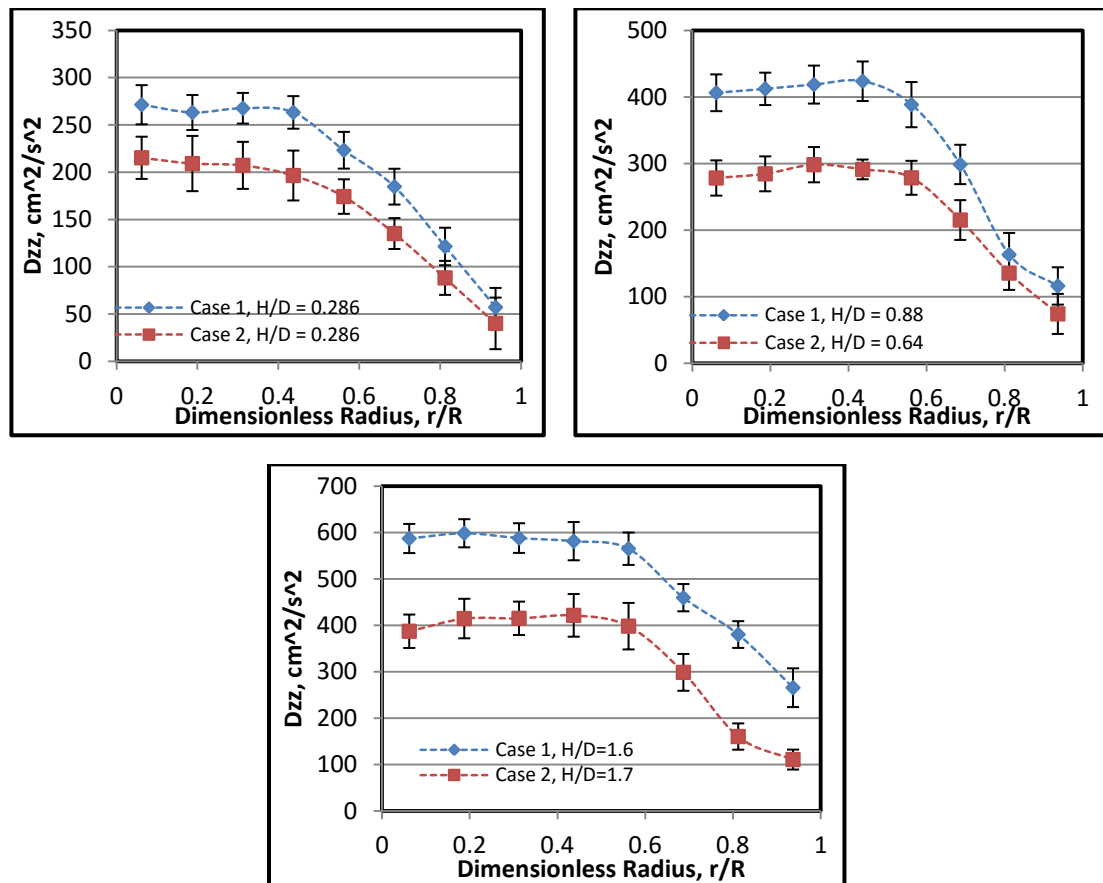 350
300
250
200
150
100
50
0
Dzz, cm^2/s^2
Case 1, H/D = 0.286
Case 2, H/D = 0.286
0 0.2 0.4 0.6 0.8 1
Dimensionless Radius, r/R
500
400
300
200
100
0
Dzz, cm^2/s^2
Case 1, H/D = 0.88
Case 2, H/D = 0.64
0 0.2 0.4 0.6 0.8 1
Dimensionless Radius, r/R
700
600
500
400
300
200
100
0
Dzz, cm^2/s^2
Case 1, H/D=1.6
Case 2, H/D=1.7
0 0.2 0.4 0.6 0.8 1
Dimensionless Radius, r/R